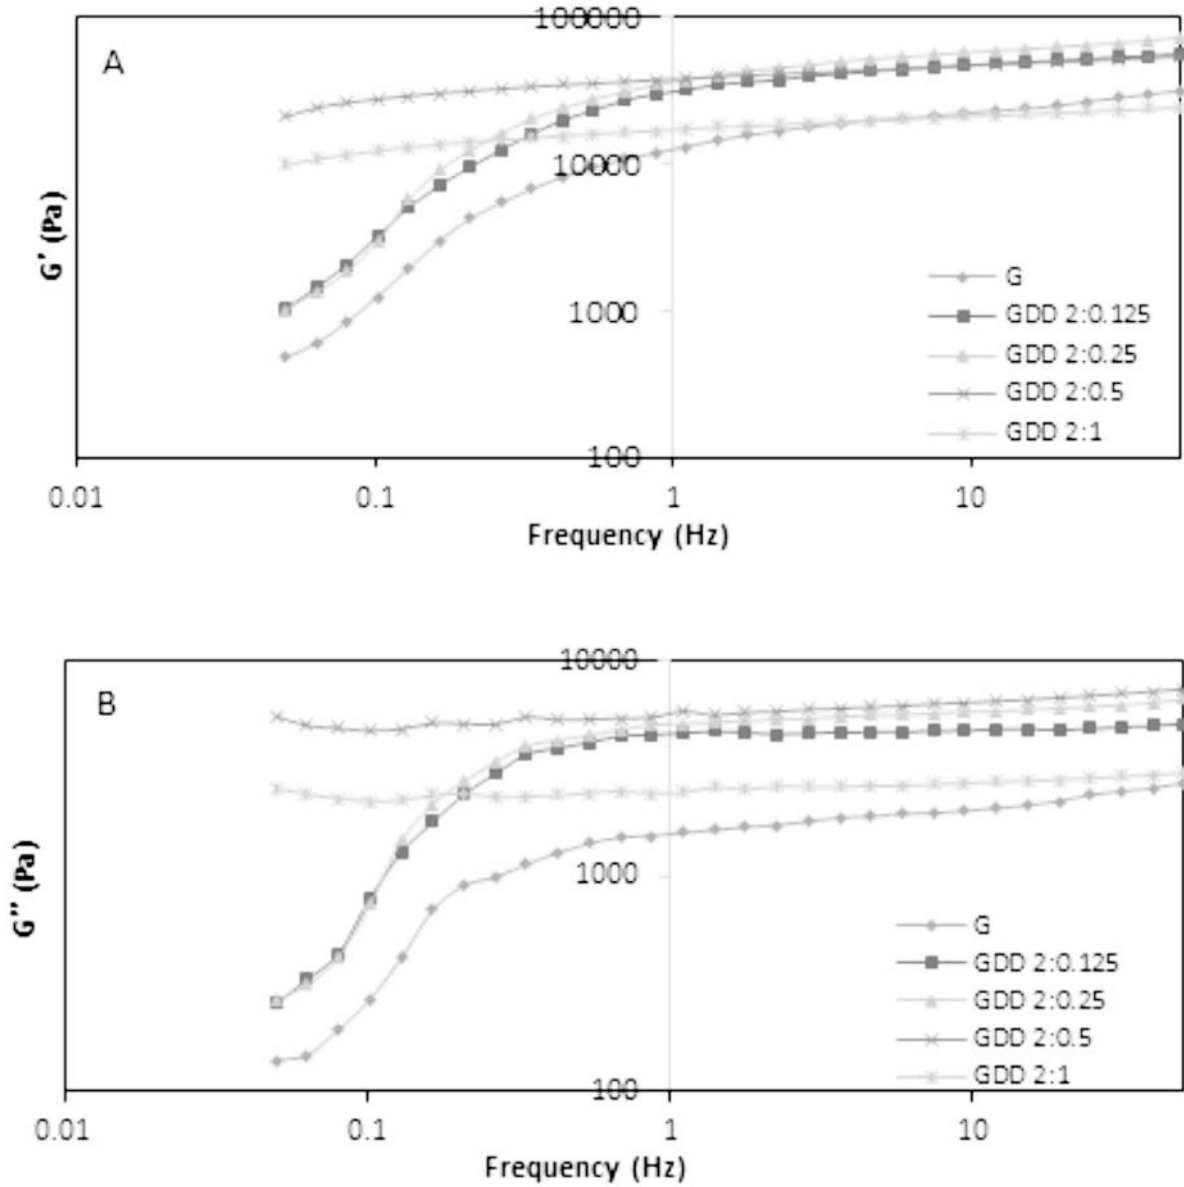 100000
A
10000
G' (Pa)
G
1000
GDD 2:0.125
GDD 2:0.25
GDD 2:0.5
GDD 2:1
100
0.01 0.1 1 10
Frequency (Hz)
10000
B
1000
G'' (Pa)
G
GDD 2:0.125
GDD 2:0.25
GDD 2:0.5
GDD 2:1
100
0.01 0.1 1 10
Frequency (Hz)